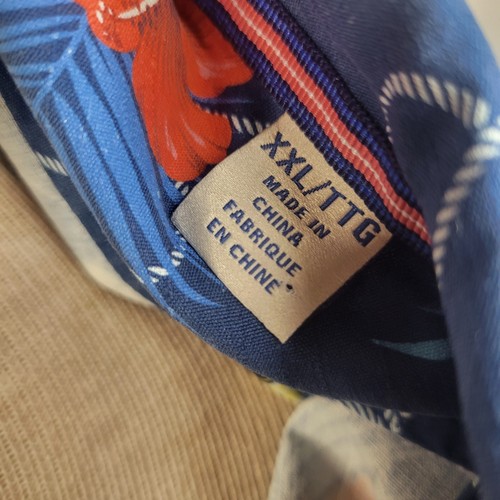 XXL/TTG
MADE IN
CHINA
FABRIQUE
EN CHINE